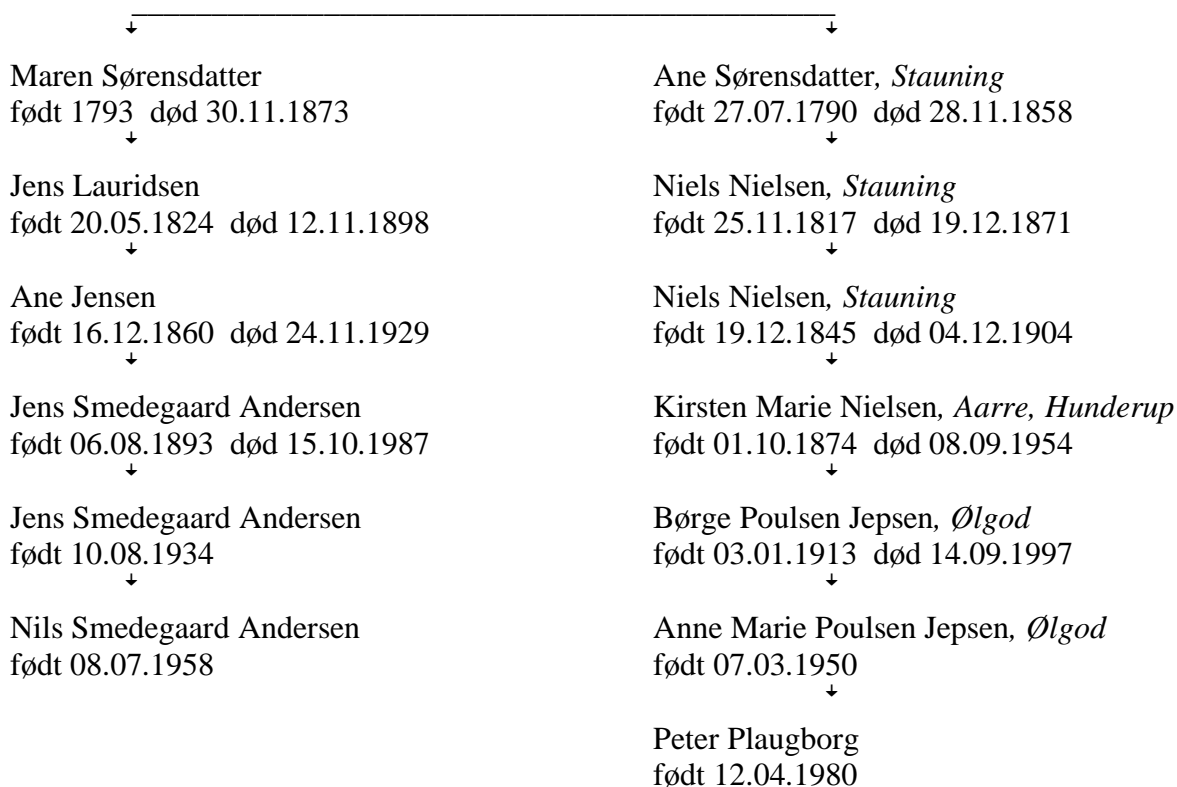 Maren Sørensdatter
født 1793 død 30.11.1873
Jens Lauridsen
født 20.05.1824 død 12.11.1898
Ane Jensen
født 16.12.1860 død 24.11.1929
Jens Smedegaard Andersen
født 06.08.1893 død 15.10.1987
Jens Smedegaard Andersen
født 10.08.1934
Nils Smedegaard Andersen
født 08.07.1958
Ane Sørensdatter, Stauning
født 27.07.1790 død 28.11.1858
Niels Nielsen, Stauning
født 25.11.1817 død 19.12.1871
Niels Nielsen, Stauning
født 19.12.1845 død 04.12.1904
Kirsten Marie Nielsen, Aarre, Hunderup
født 01.10.1874 død 08.09.1954
Børge Poulsen Jepsen, Ølgod
født 03.01.1913 død 14.09.1997
Anne Marie Poulsen Jepsen, Ølgod
født 07.03.1950
Peter Plaugborg
født 12.04.1980